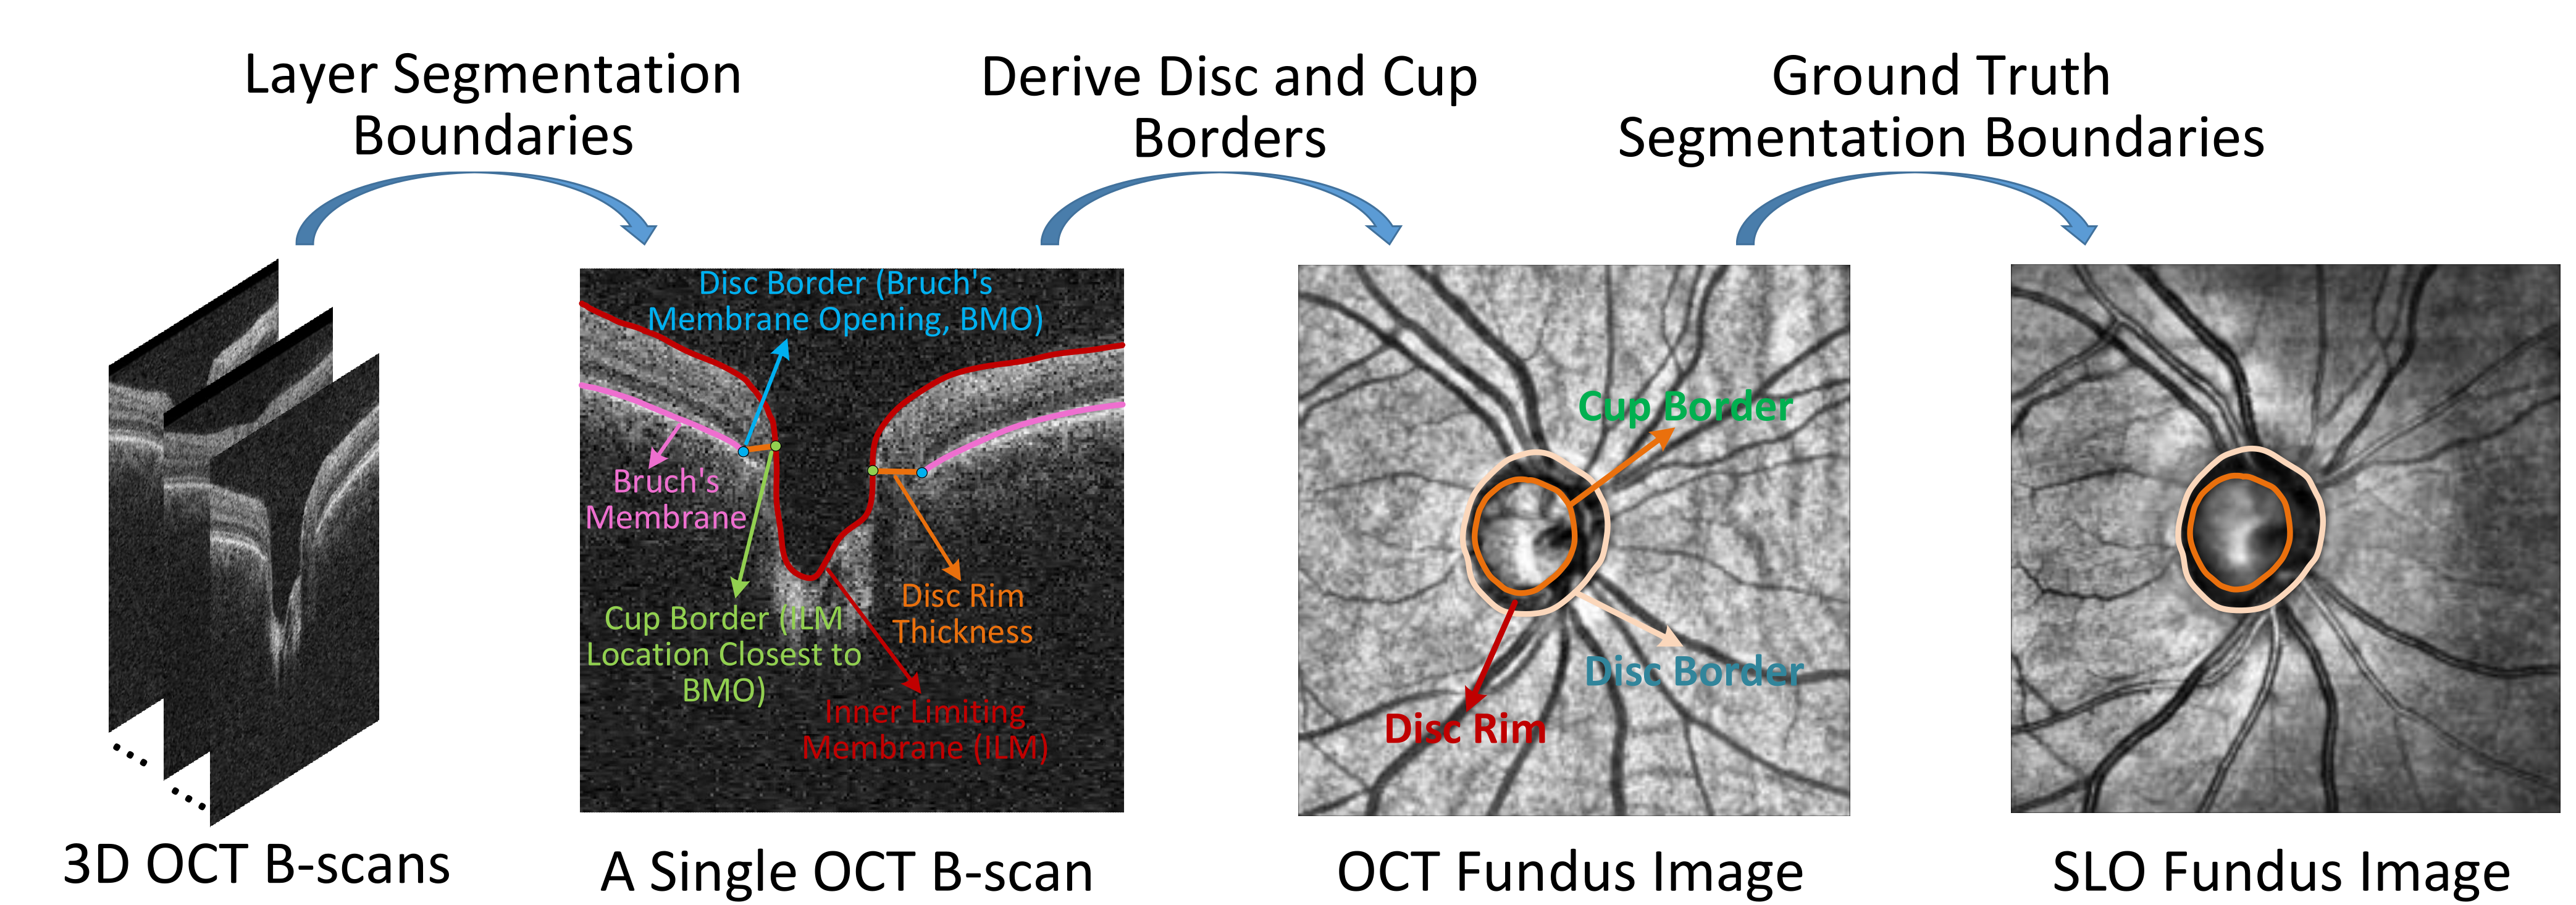 Layer Segmentation
Boundaries
Derive Disc and Cup
Borders
Ground Truth
Segmentation Boundaries
Disc Border (Bruch's
Membrane Opening, BMO)
Bruch's
Membrane
Cup Border (ILM
Location Closest to
BMO)
Disc Rim
Thickness
Inner Limiting
Membrane (ILM)
Cup Border
Disc Border
Disc Rim
3D OCT B-scans
A Single OCT B-scan
OCT Fundus Image
SLO Fundus Image